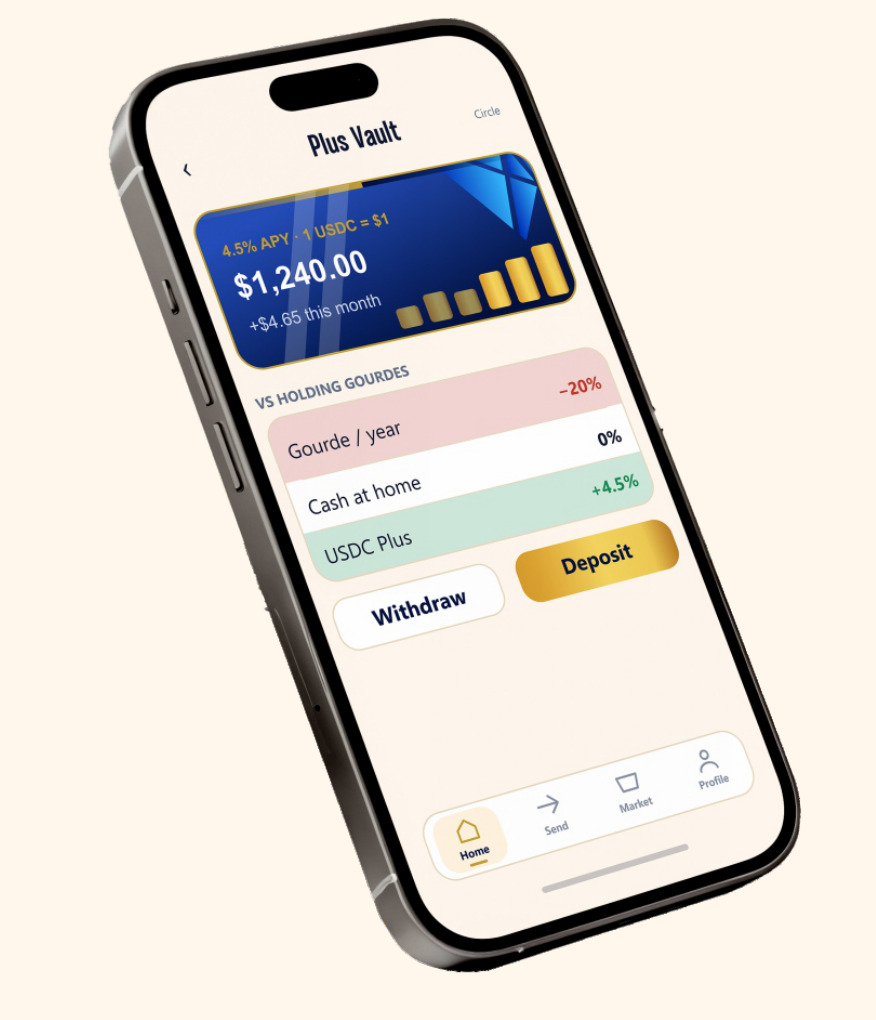 Circle
Plus Vault
4.5% APY · 1 USDC = $1
$1,240.00
+$4.65 this month
VS HOLDING GOURDES
Gourde / year
−20%
Cash at home
0%
USDC Plus
+4.5%
Withdraw
Deposit
Home
Send
Market
Profile